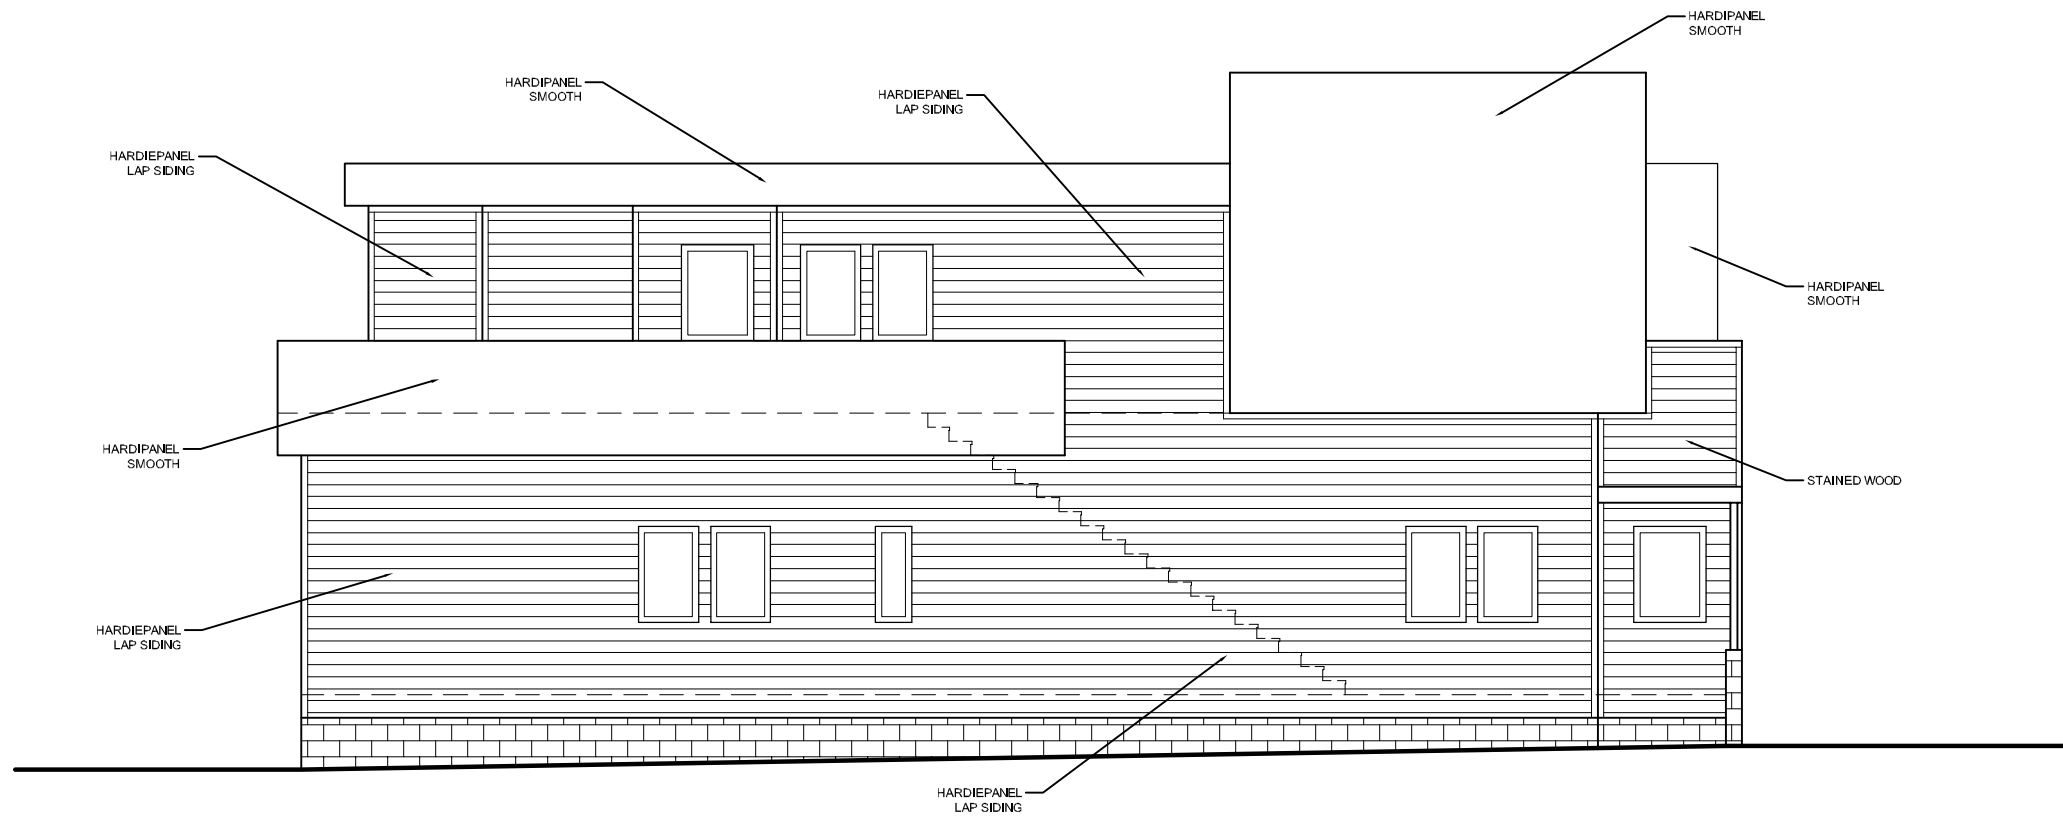 HARDIPANEL
SMOOTH
HARDIPANEL
SMOOTH
HARDIEPANEL
LAP SIDING
HARDIEPANEL
LAP SIDING
HARDIPANEL
SMOOTH
HARDIPANEL
SMOOTH
STAINED WOOD
HARDIEPANEL
LAP SIDING
HARDIEPANEL
LAP SIDING